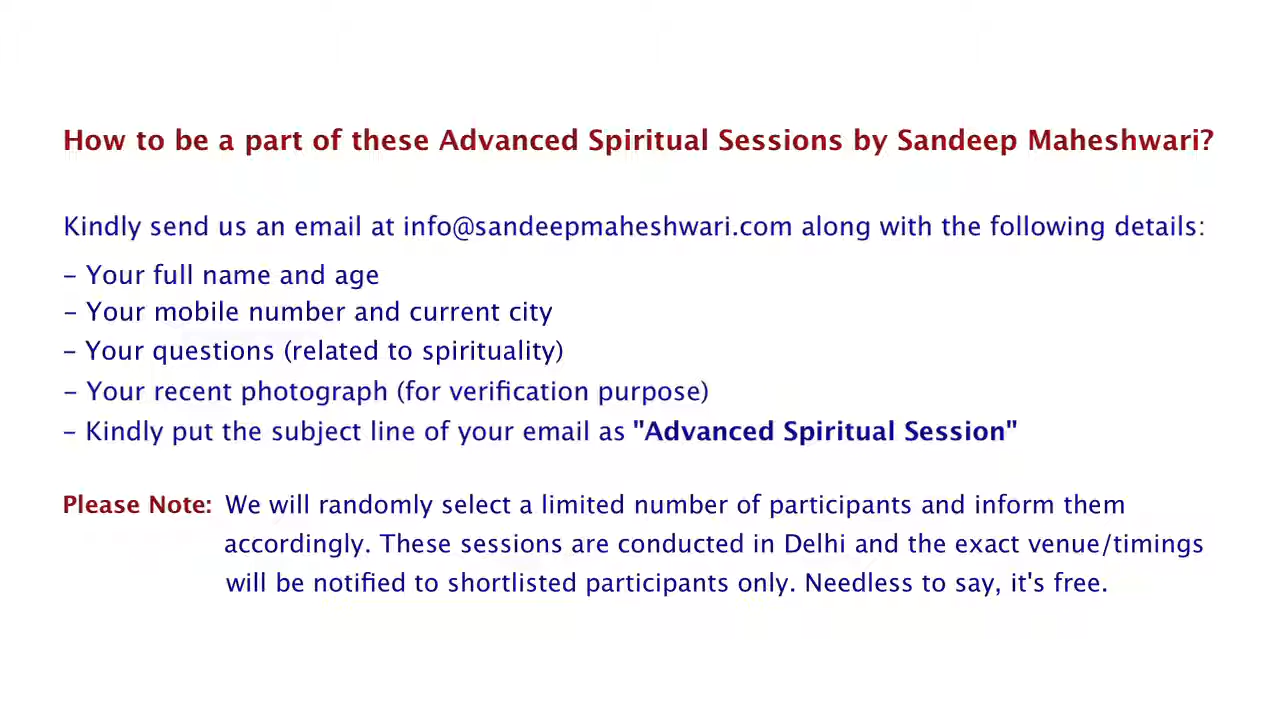 How to be a part of these Advanced Spiritual Sessions by Sandeep Maheshwari?
Kindly send us an email at info@sandeepmaheshwari.com along with the following details:
- Your full name and age
- Your mobile number and current city
- Your questions (related to spirituality)
- Your recent photograph (for verification purpose)
- Kindly put the subject line of your email as "Advanced Spiritual Session"
Please Note: We will randomly select a limited number of participants and inform them
accordingly. These sessions are conducted in Delhi and the exact venue/timings
will be notified to shortlisted participants only. Needless to say, it's free.